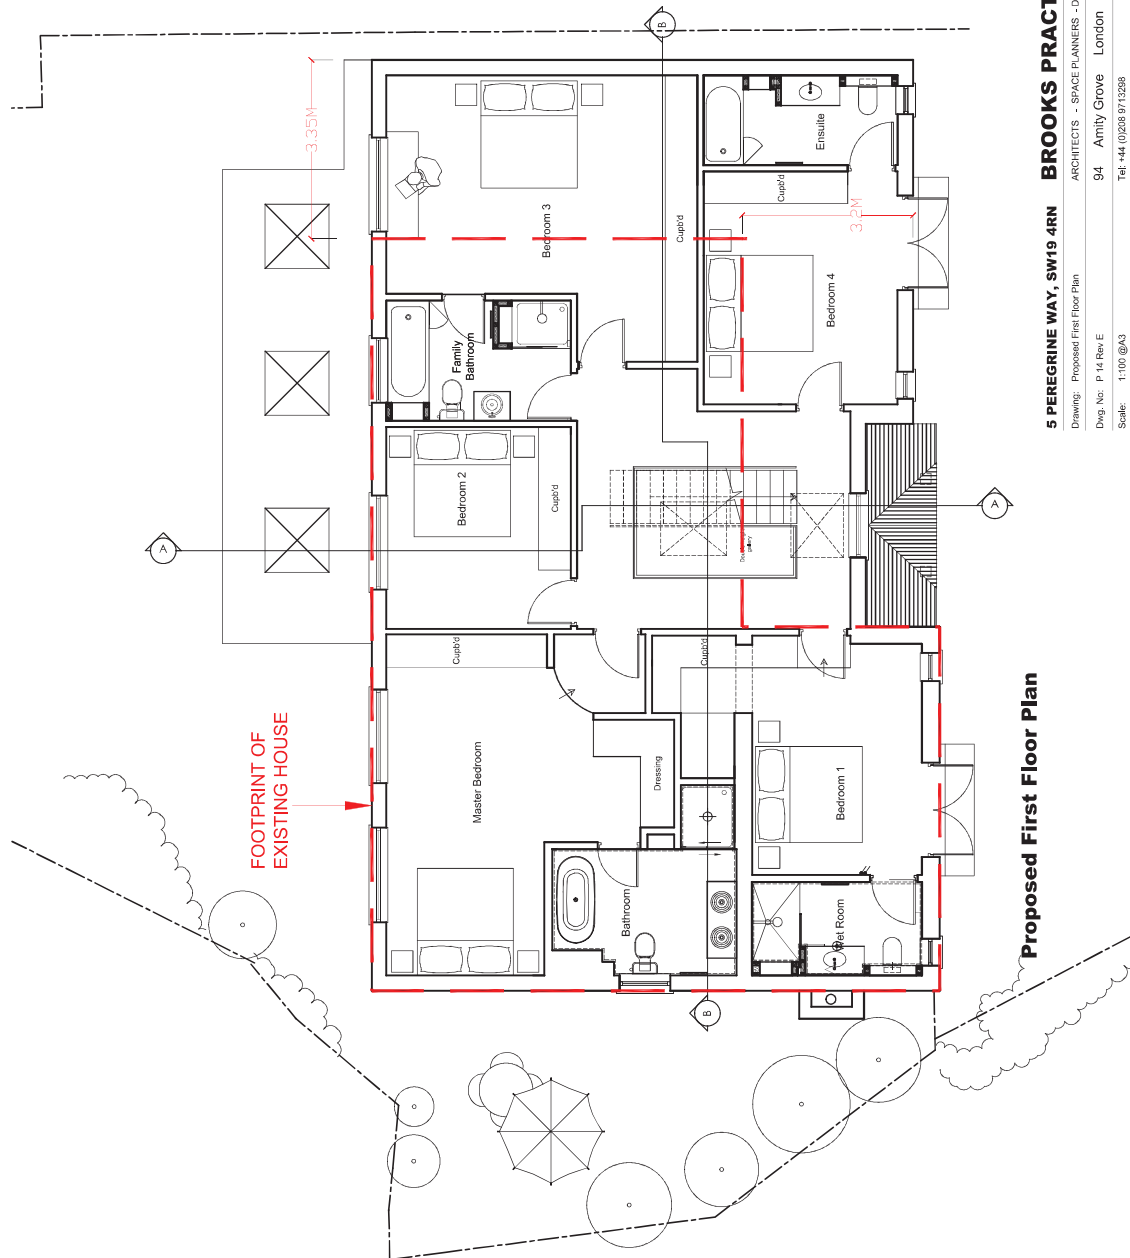 BROOKS PRACT
ARCHITECTS - SPACE PLANNERS - D
94 Amity Grove London
Tel: +44 (0)208 9713298
5 PEREGRINE WAY, SW19 4RN
Drawing: Proposed First Floor Plan
Dwg. No: P 14 Rev E
Scale: 1:100 @A3
Proposed First Floor Plan
FOOTPRINT OF
EXISTING HOUSE
3.35M
3.2M
B
Ensuite
Cupb'd
Bedroom 3
Cupb'd
Bedroom 4
Family
Bathroom
Bedroom 2
Cupb'd
A
A
gallery
Cupb'd
Cupb'd
Master Bedroom
Dressing
Bedroom 1
Bathroom
Wet Room
B